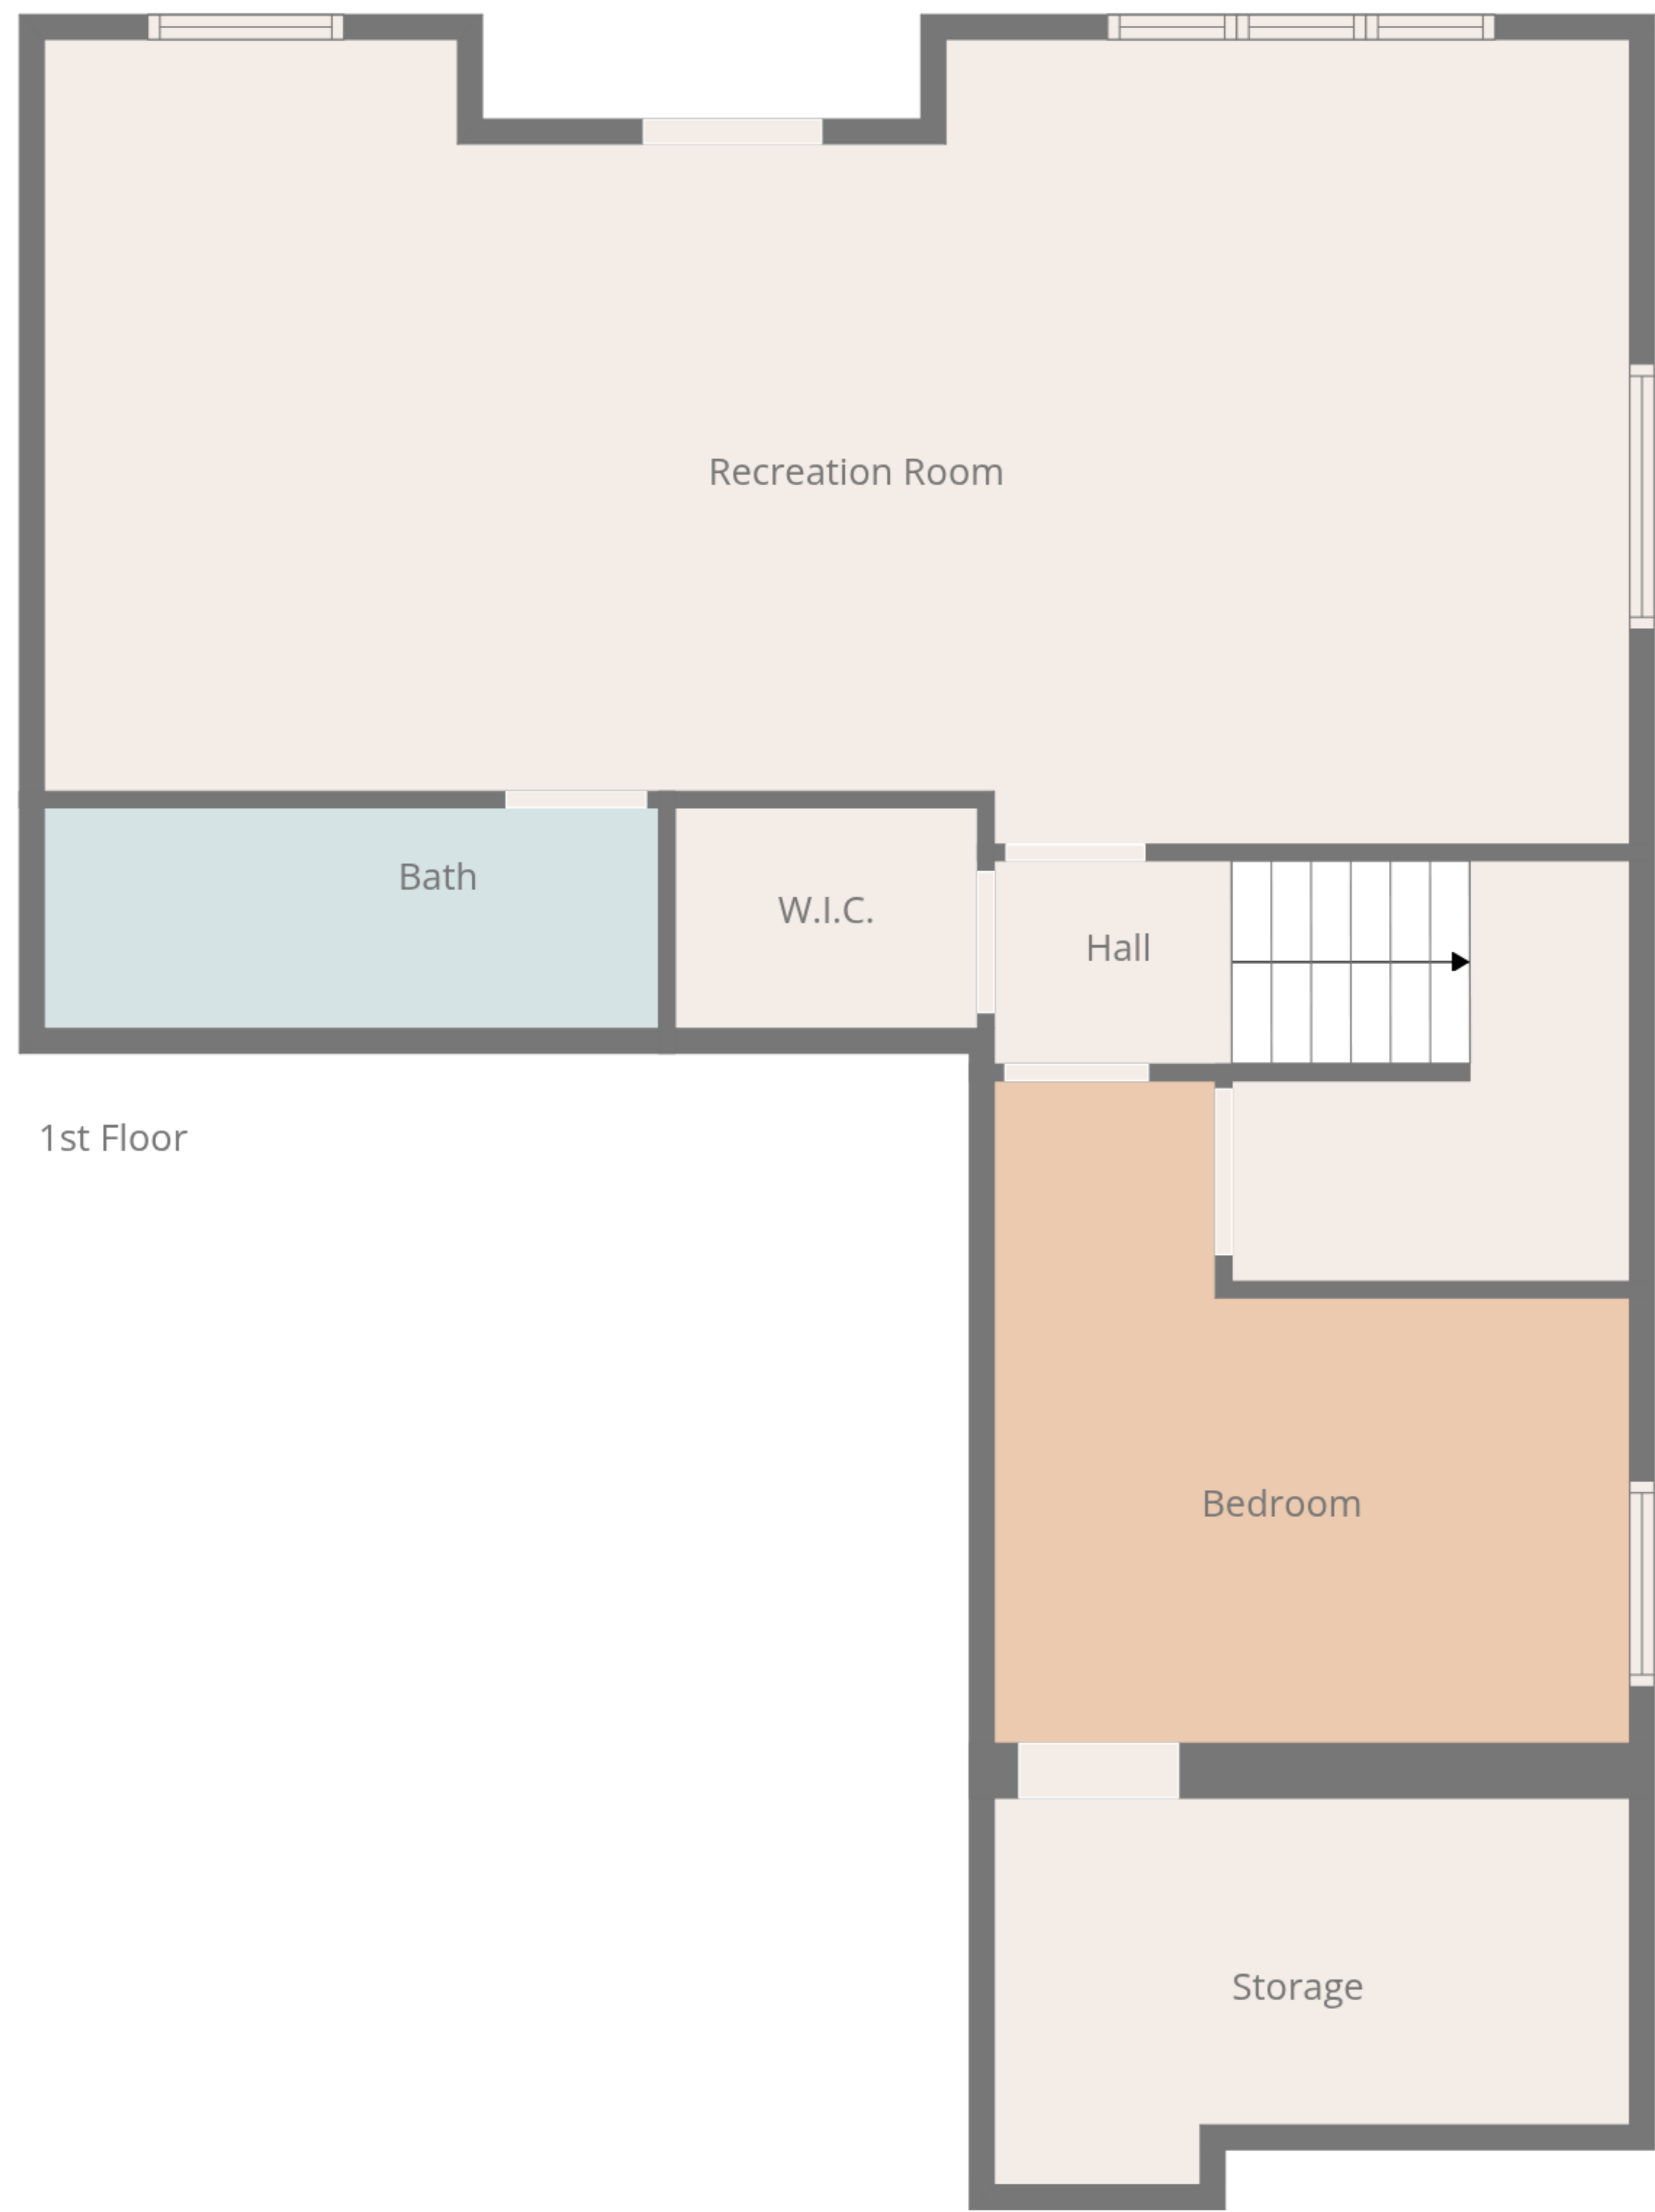 Recreation Room
Bath
W.I.C.
Hall
1st Floor
Bedroom
Storage